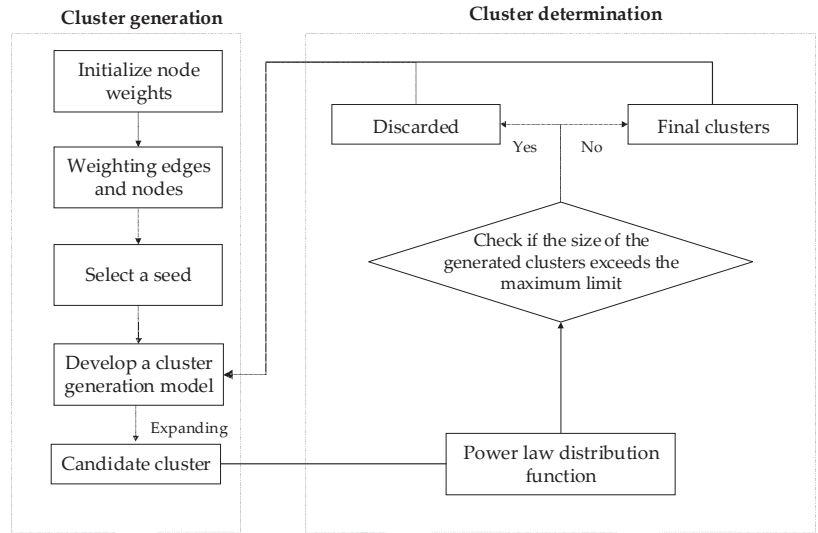 Cluster generation
Initialize node
weights
Weighting edges
and nodes
Select a seed
Develop a cluster
generation model
Expanding
Candidate cluster
Cluster determination
Discarded
Final clusters
Yes
No
Check if the size of the
generated clusters exceeds the
maximum limit
Power law distribution
function